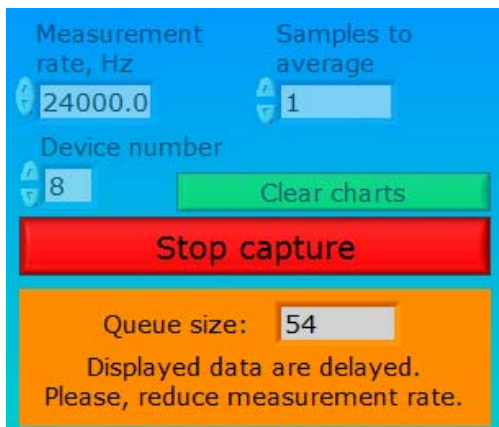 Measurement
rate, Hz
24000.0
Samples to
average
1
Device number
8
Clear charts
Stop capture
Queue size: 54
Displayed data are delayed.
Please, reduce measurement rate.